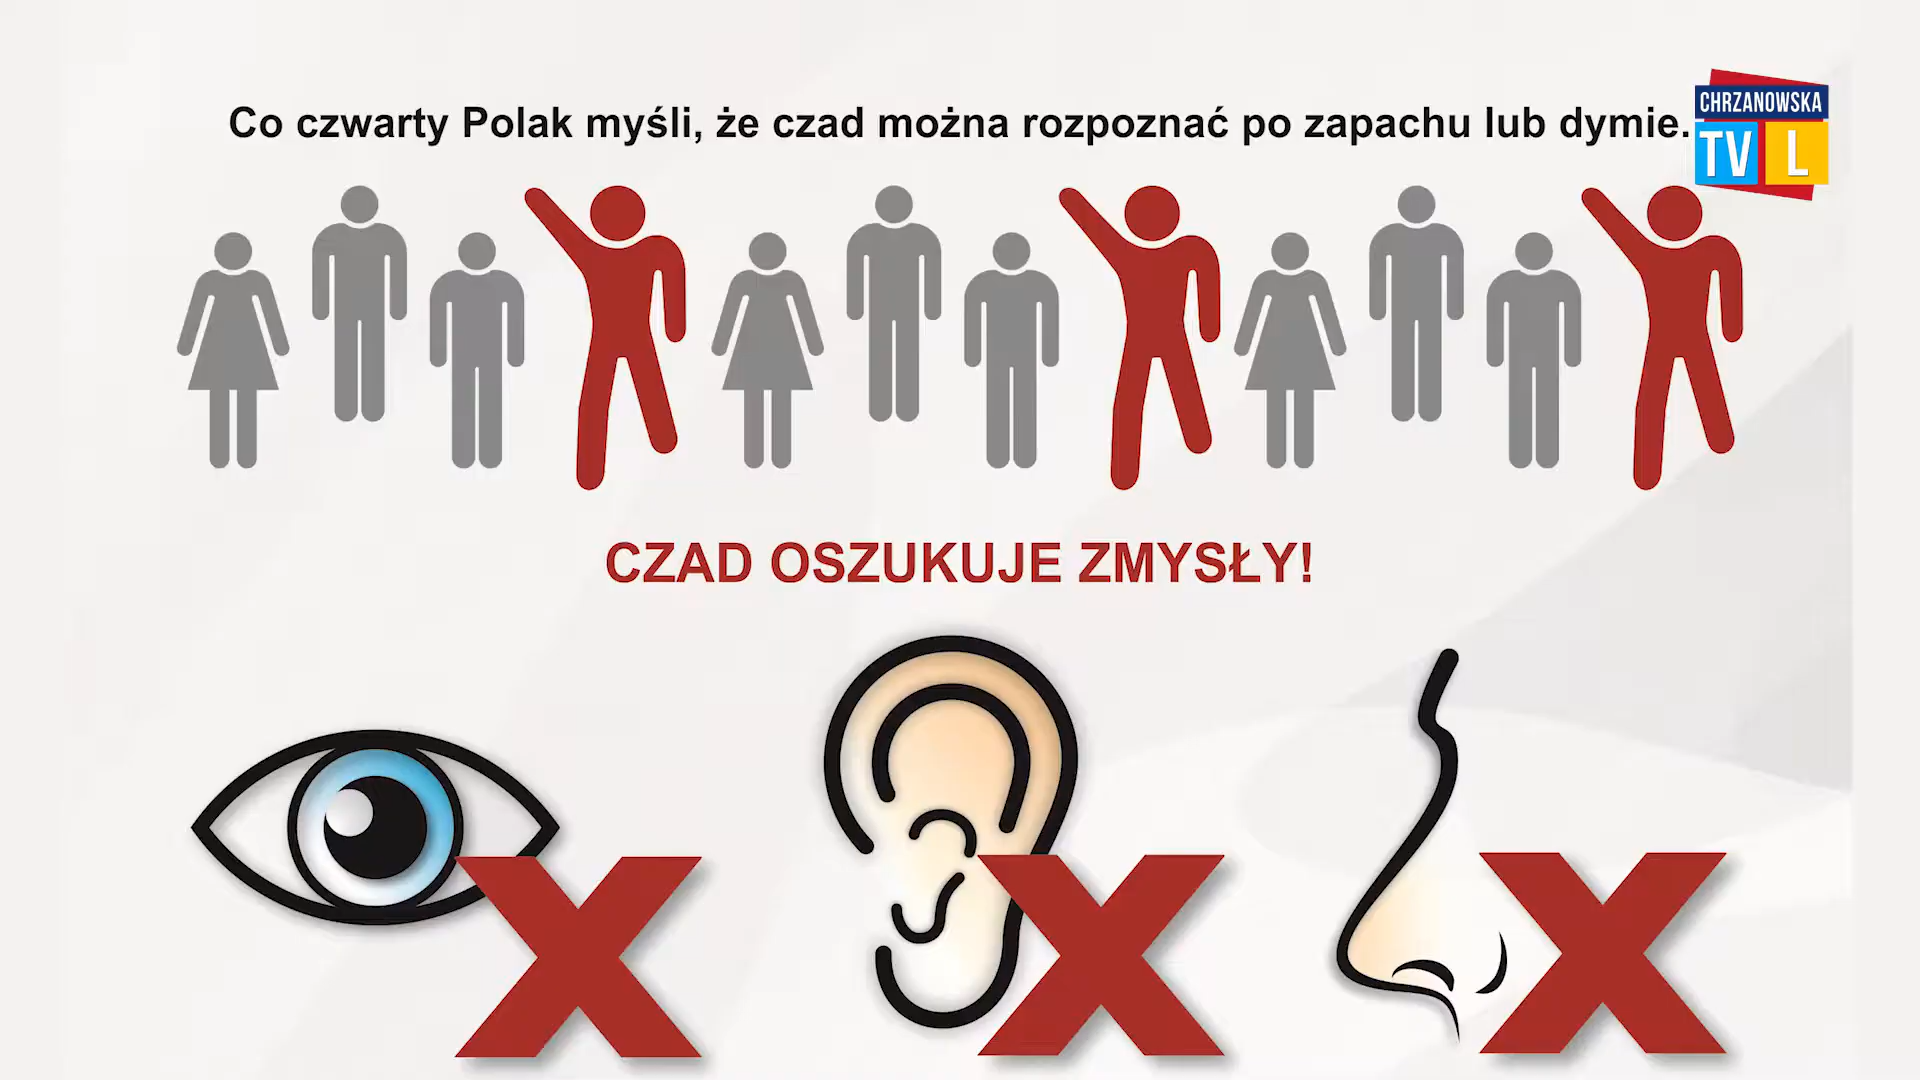 Co czwarty Polak myśli, że czad można rozpoznać po zapachu lub dymie.
CHRZANOWSKA
TV L
CZAD OSZUKUJE ZMYSŁY!